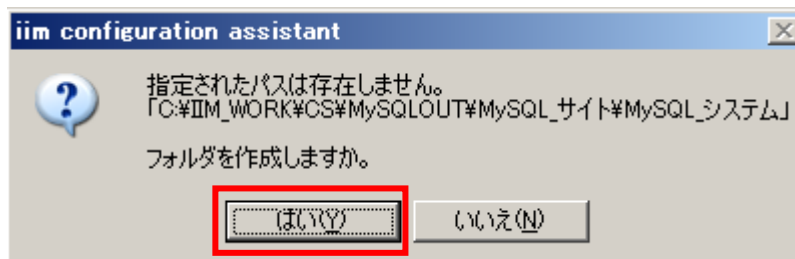 iim configuration assistant
指定されたパスは存在しません。
「C:¥IIM_WORK¥CS¥MySQLOUT¥MySQL_サイト¥MySQL_システム」
フォルダを作成しますか。
はい(Y)
いいえ(N)